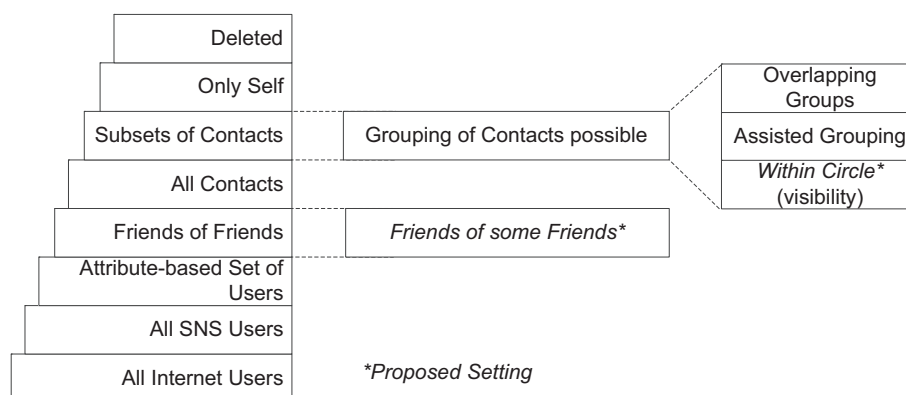 Deleted
Only Self
Subsets of Contacts
All Contacts
Friends of Friends
Attribute-based Set of
Users
All SNS Users
All Internet Users
Grouping of Contacts possible
Friends of some Friends*
Overlapping
Groups
Assisted Grouping
Within Circle*
(visibility)
*Proposed Setting